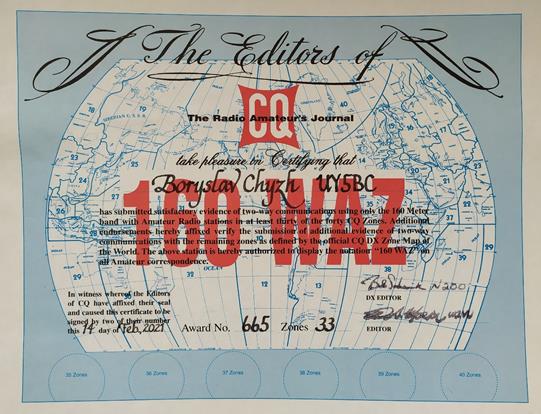 The Editors of
CQ
The Radio Amateur's Journal
take pleasure in Certifying that
Boryslav Chyzh UY5BC
160 WAZ
has submitted satisfactory evidence of two-way communications using only the 160 Meter
band with Amateur Radio stations in at least thirty of the forty CQ Zones. Additional
endorsements hereby affixed verify the submission of additional evidence of two-way
communications with the remaining zones as defined by the official CQ DX Zone Map of
the World. The above station is hereby authorized to display the notation "160 WAZ" on
all Amateur correspondence.
In witness whereof the Editors
of CQ have affixed their seal
and caused this certificate to be
signed by two of their number
this 14 day of Feb, 2021
Award No. 665 Zones 33
N2OO
DX EDITOR
EDITOR
OCEAN
35 Zones
36 Zones
37 Zones
38 Zones
39 Zones
40 Zones